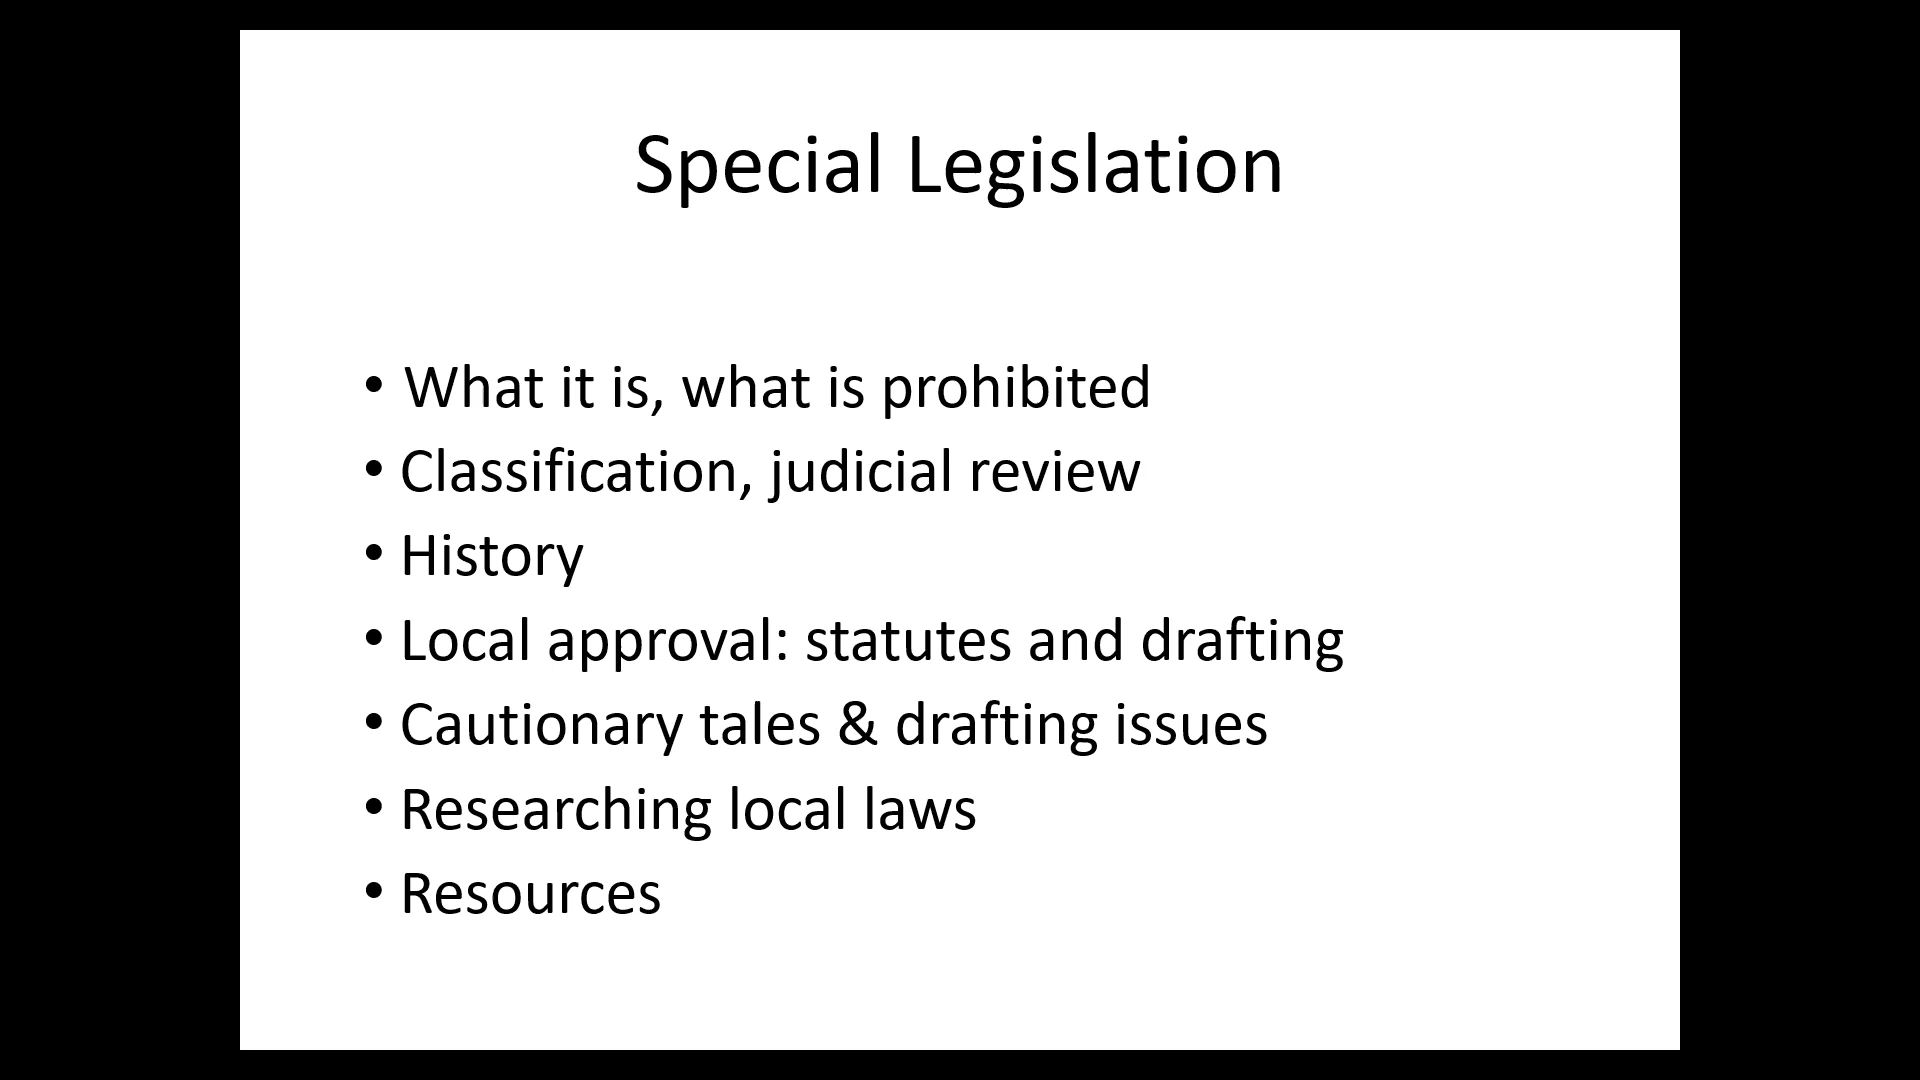 Special Legislation
• What it is, what is prohibited
• Classification, judicial review
• History
• Local approval: statutes and drafting
• Cautionary tales & drafting issues
• Researching local laws
• Resources